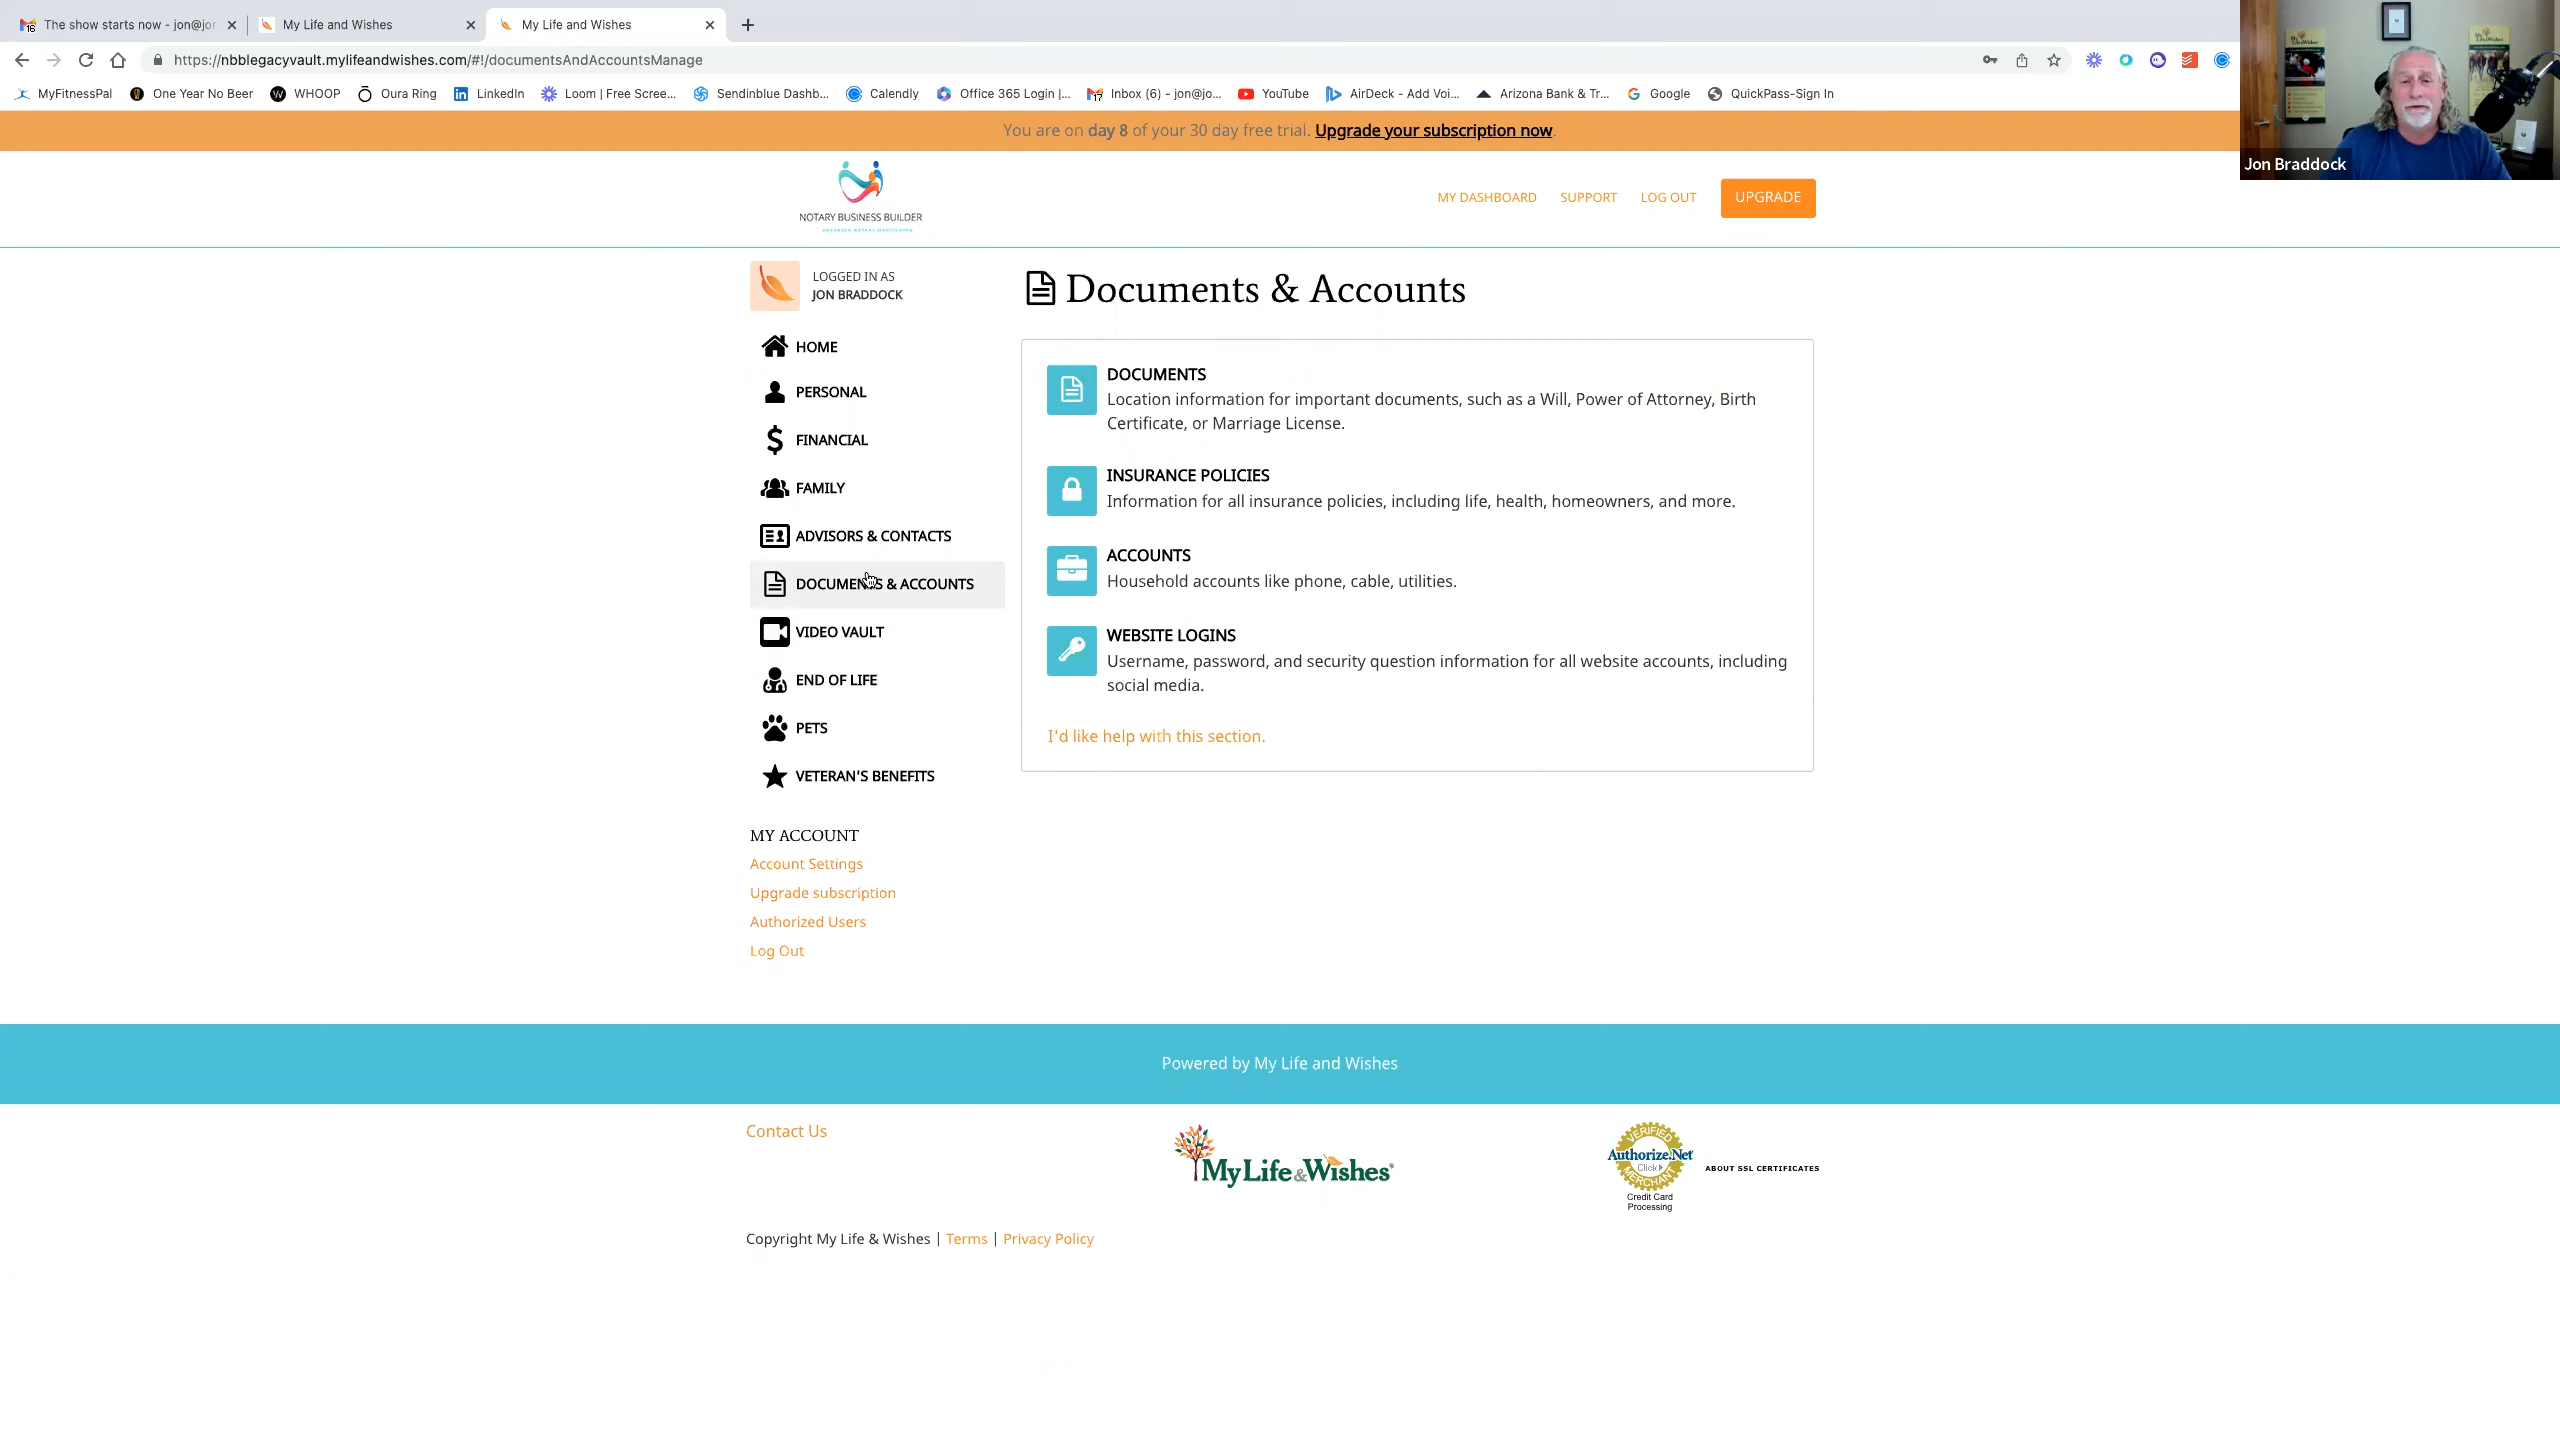 The show starts now - jon@jor
My Life and Wishes
My Life and Wishes
https://nbblegacyvault.mylifeandwishes.com/#!/documentsAndAccountsManage
MyFitnessPal
One Year No Beer
WHOOP
Oura Ring
LinkedIn
Loom | Free Scree...
Sendinblue Dashb...
Calendly
Office 365 Login |...
Inbox (6) - jon@jo...
YouTube
AirDeck - Add Voi...
Arizona Bank & Tr...
Google
QuickPass-Sign In
You are on day 8 of your 30 day free trial. Upgrade your subscription now.
Jon Braddock
NOTARY BUSINESS BUILDER
MY DASHBOARD
SUPPORT
LOG OUT
UPGRADE
LOGGED IN AS
JON BRADDOCK
HOME
PERSONAL
FINANCIAL
FAMILY
ADVISORS & CONTACTS
DOCUMENTS & ACCOUNTS
VIDEO VAULT
END OF LIFE
PETS
VETERAN'S BENEFITS
MY ACCOUNT
Account Settings
Upgrade subscription
Authorized Users
Log Out
Documents & Accounts
DOCUMENTS
Location information for important documents, such as a Will, Power of Attorney, Birth
Certificate, or Marriage License.
INSURANCE POLICIES
Information for all insurance policies, including life, health, homeowners, and more.
ACCOUNTS
Household accounts like phone, cable, utilities.
WEBSITE LOGINS
Username, password, and security question information for all website accounts, including
social media.
I'd like help with this section.
Powered by My Life and Wishes
Contact Us
MyLife&Wishes®
VERIFIED
Authorize.Net
Click
MERCHANT
Credit Card
Processing
ABOUT SSL CERTIFICATES
Copyright My Life & Wishes | Terms | Privacy Policy